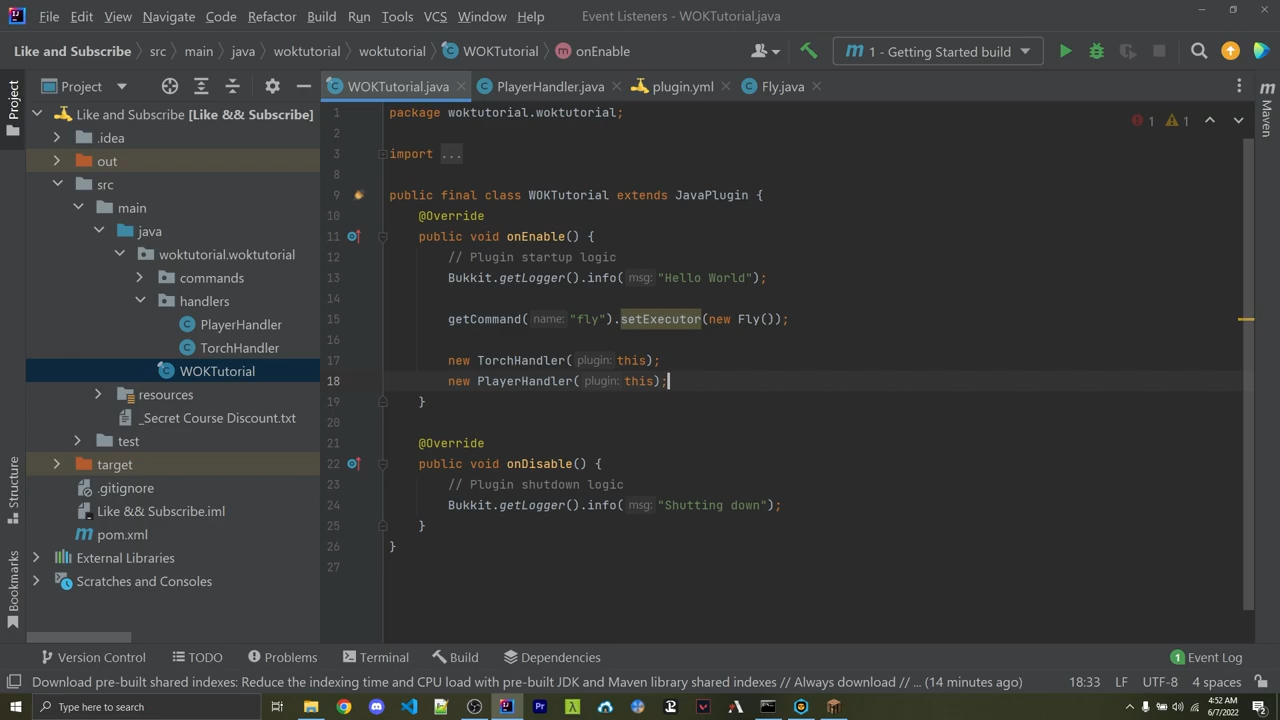 File Edit View Navigate Code Refactor Build Run Tools VCS Window Help Event Listeners - WOKTutorial.java
Like and Subscribe src main java woktutorial woktutorial WOKTutorial onEnable 1 - Getting Started build
Project WOKTutorial.java PlayerHandler.java plugin.yml Fly.java
Project
Maven
Structure
Bookmarks
Like and Subscribe [Like && Subscribe]
.idea
out
src
main
java
woktutorial.woktutorial
commands
handlers
PlayerHandler
TorchHandler
WOKTutorial
resources
_Secret Course Discount.txt
test
target
.gitignore
Like && Subscribe.iml
pom.xml
External Libraries
Scratches and Consoles
1 1
1 package woktutorial.woktutorial;
2
3 import ...
8
9 public final class WOKTutorial extends JavaPlugin {
10 @Override
11 public void onEnable() {
12 // Plugin startup logic
13 Bukkit.getLogger().info( msg: "Hello World");
14
15 getCommand( name: "fly").setExecutor(new Fly());
16
17 new TorchHandler( plugin: this);
18 new PlayerHandler( plugin: this);
19 }
20
21 @Override
22 public void onDisable() {
23 // Plugin shutdown logic
24 Bukkit.getLogger().info( msg: "Shutting down");
25 }
26 }
27
Version Control TODO Problems Terminal Build Dependencies 1 Event Log
Download pre-built shared indexes: Reduce the indexing time and CPU load with pre-built JDK and Maven library shared indexes // Always download // ... (14 minutes ago) 18:33 LF UTF-8 4 spaces
Type here to search
4:52 AM
6/7/2022